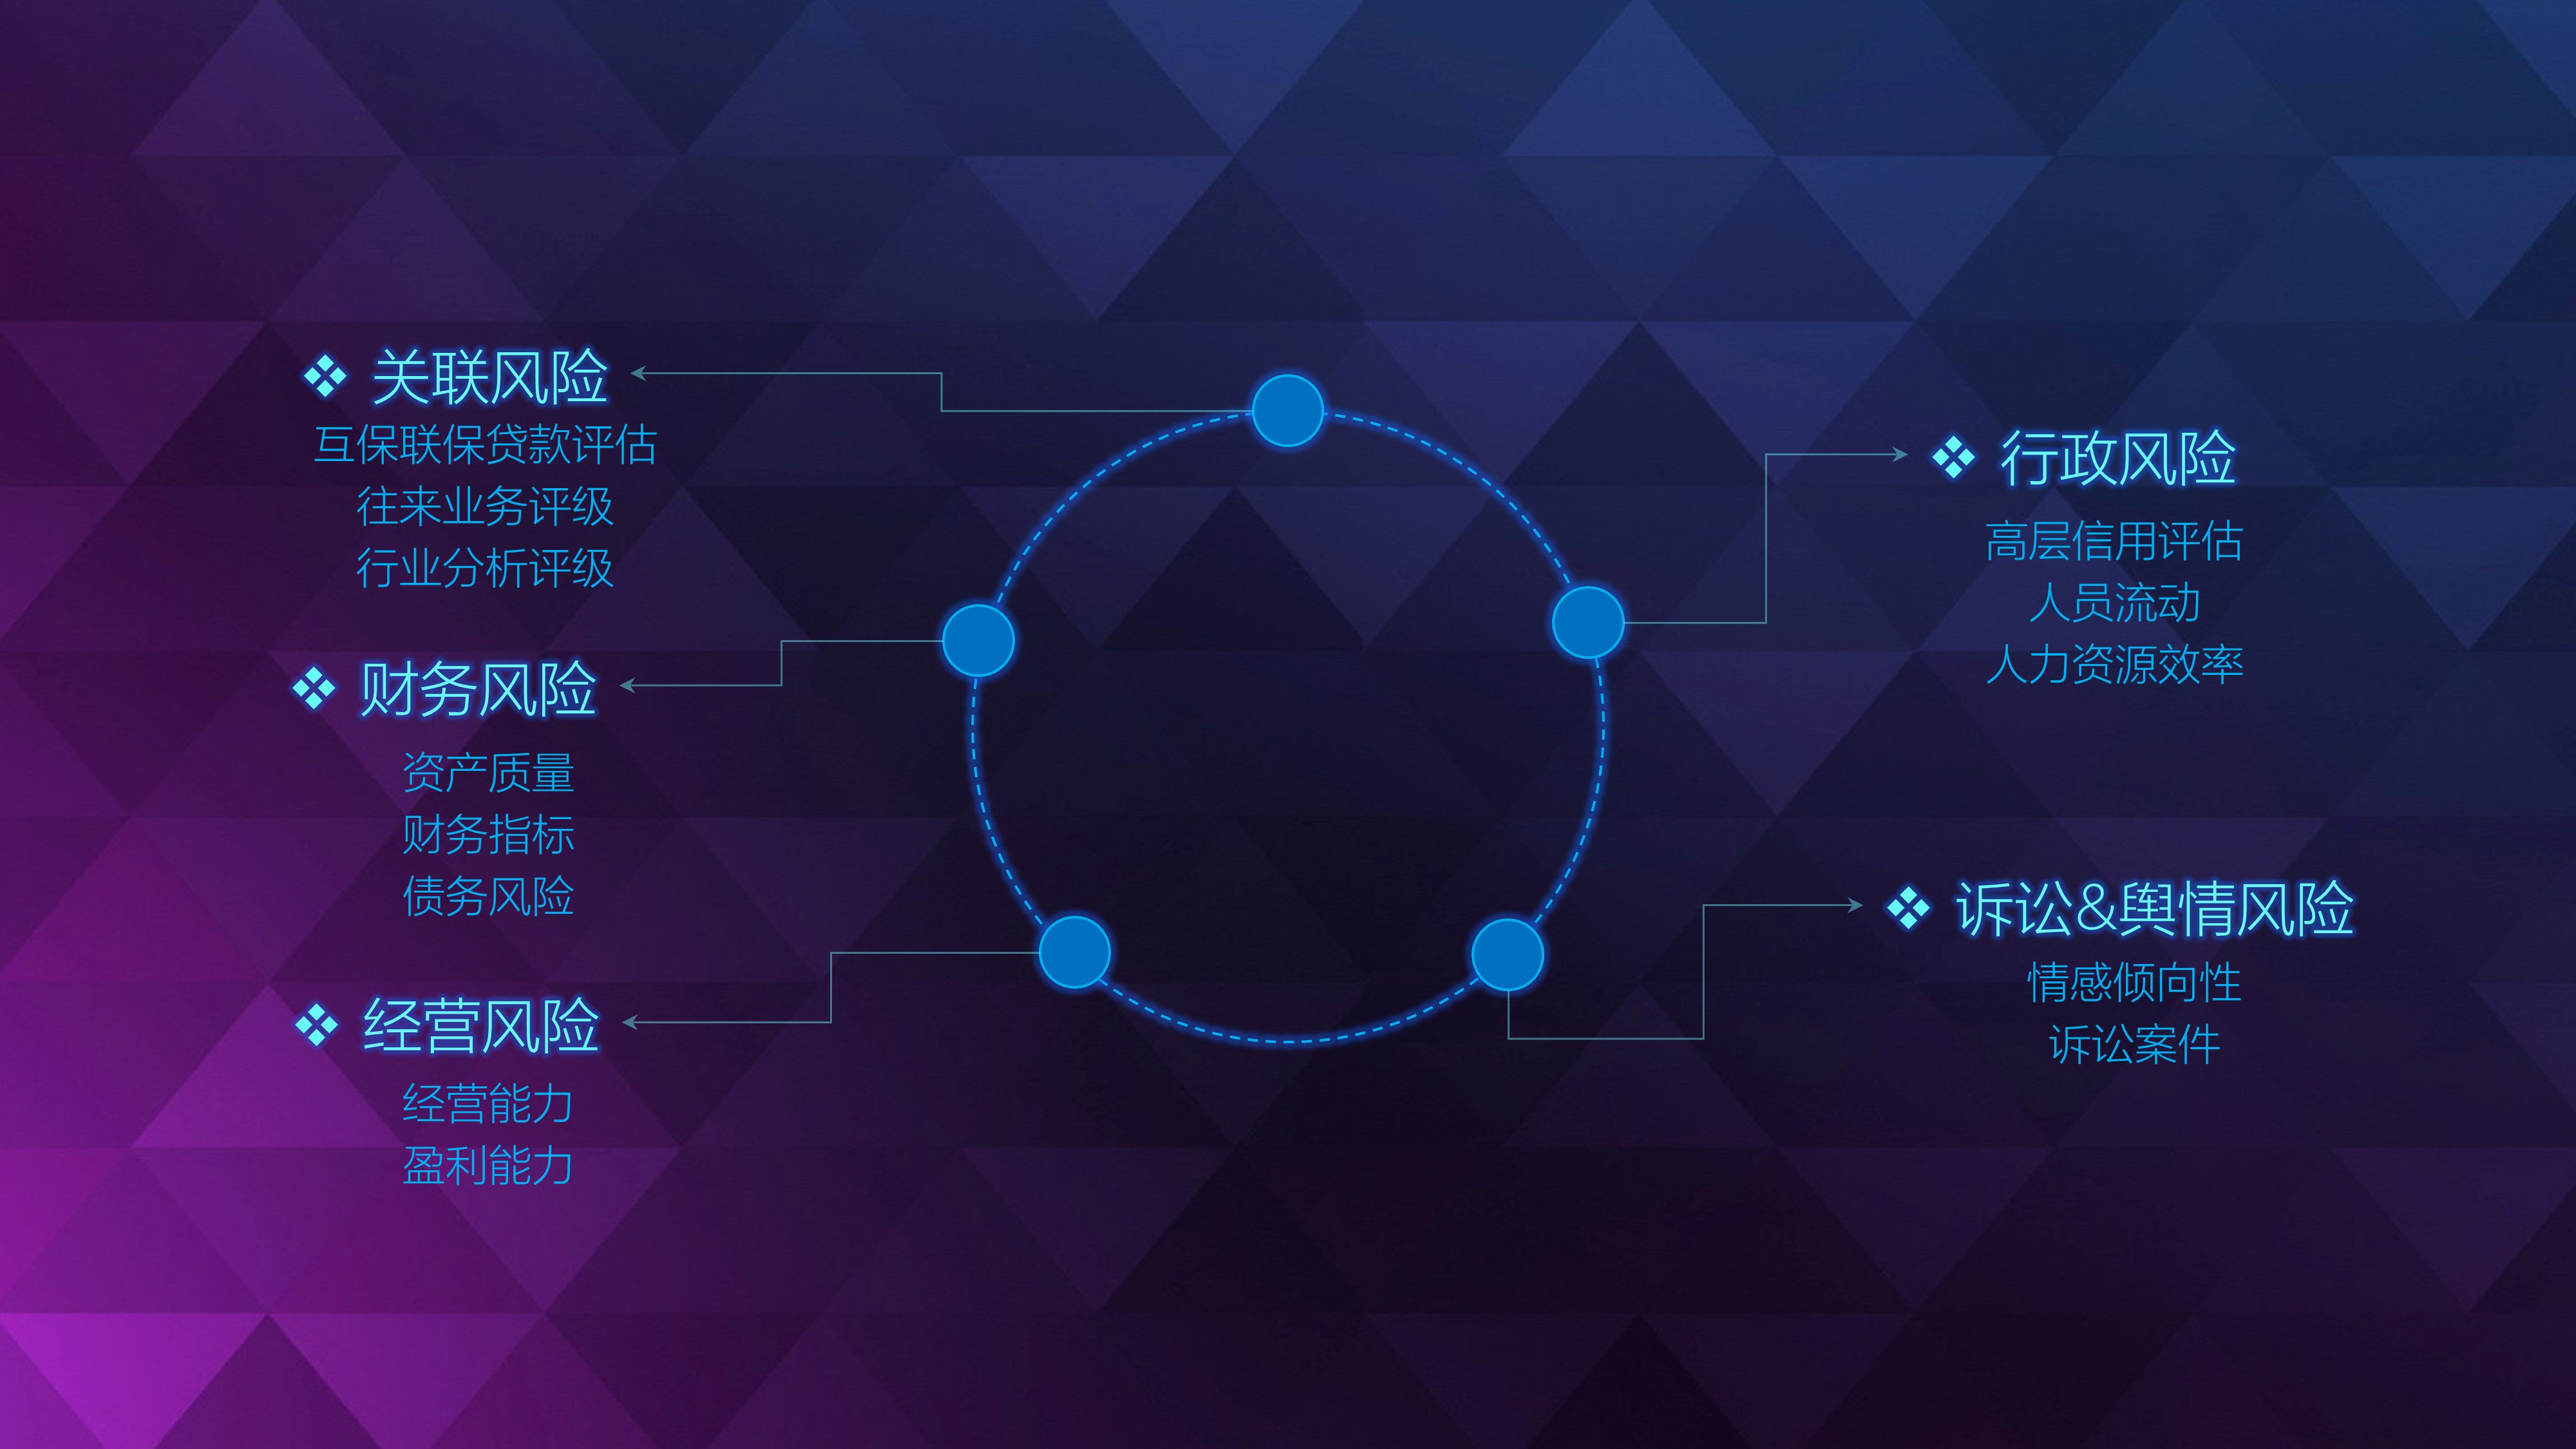 关联风险
互保联保贷款评估
往来业务评级
行业分析评级
财务风险
资产质量
财务指标
债务风险
经营风险
经营能力
盈利能力
行政风险
高层信用评估
人员流动
人力资源效率
诉讼&舆情风险
情感倾向性
诉讼案件